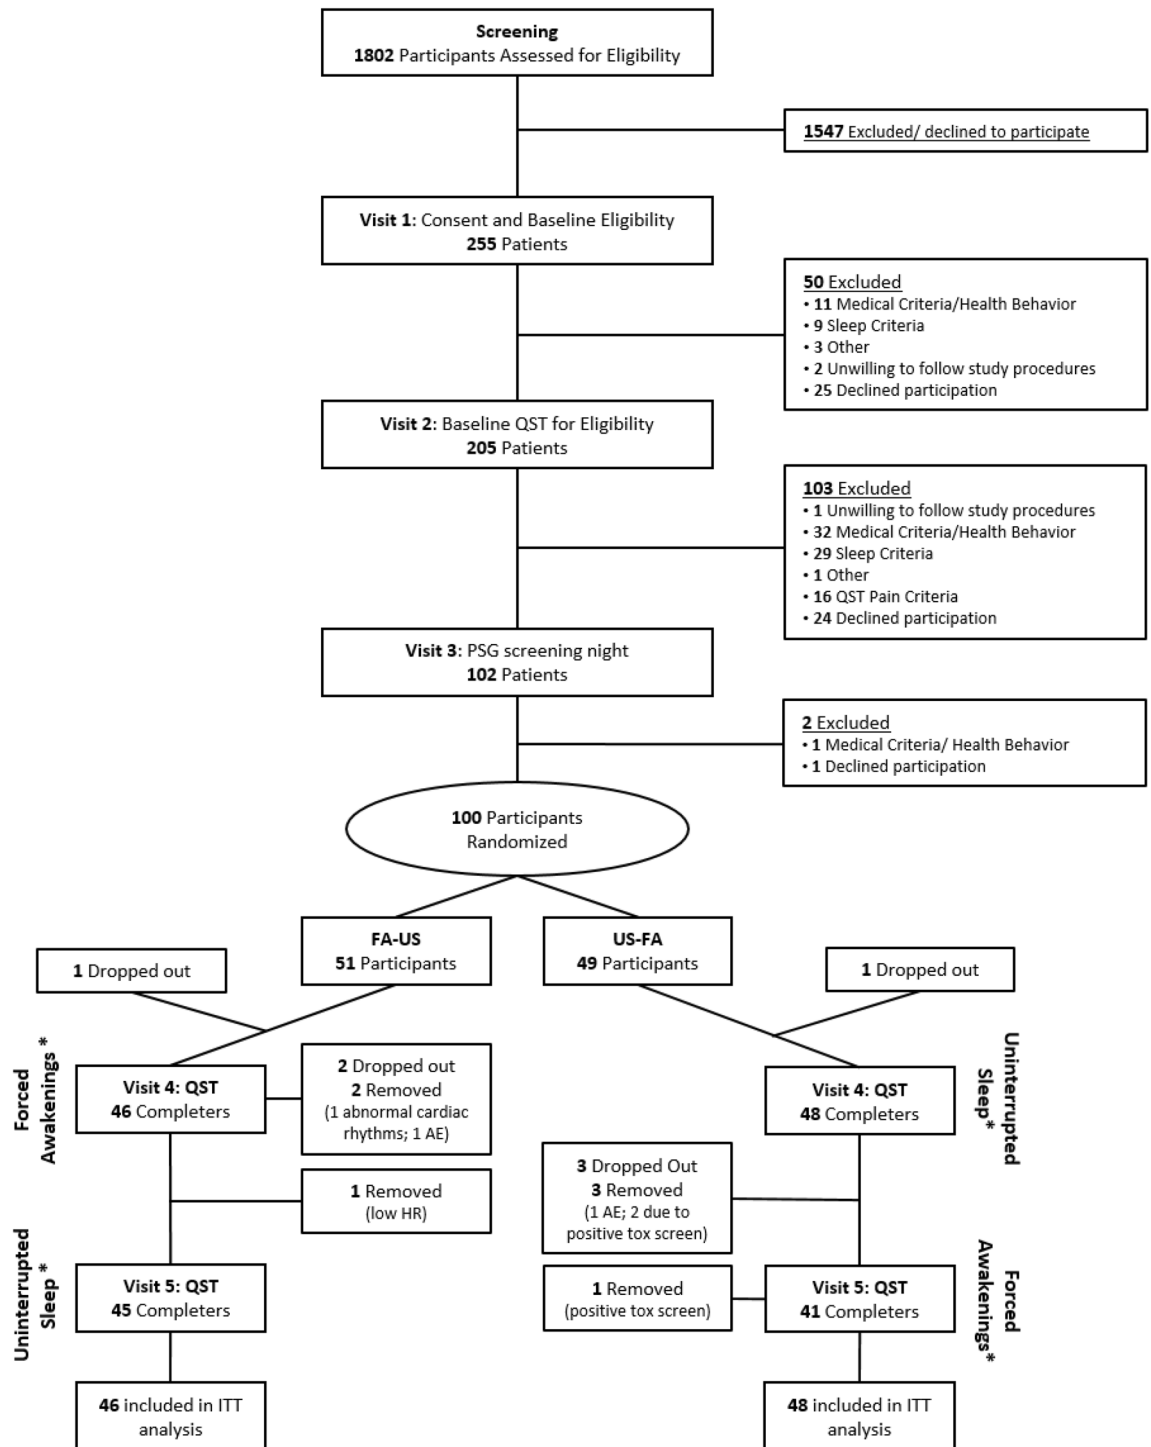 Screening
1802 Participants Assessed for Eligibility
1547 Excluded/ declined to participate
Visit 1: Consent and Baseline Eligibility
255 Patients
50 Excluded
• 11 Medical Criteria/Health Behavior
• 9 Sleep Criteria
• 3 Other
• 2 Unwilling to follow study procedures
• 25 Declined participation
Visit 2: Baseline QST for Eligibility
205 Patients
103 Excluded
• 1 Unwilling to follow study procedures
• 32 Medical Criteria/Health Behavior
• 29 Sleep Criteria
• 1 Other
• 16 QST Pain Criteria
• 24 Declined participation
Visit 3: PSG screening night
102 Patients
2 Excluded
• 1 Medical Criteria/ Health Behavior
• 1 Declined participation
100 Participants
Randomized
FA-US
51 Participants
US-FA
49 Participants
1 Dropped out
1 Dropped out
Forced
Awakenings *
Visit 4: QST
46 Completers
2 Dropped out
2 Removed
(1 abnormal cardiac
rhythms; 1 AE)
Visit 4: QST
48 Completers
Uninterrupted
Sleep*
1 Removed
(low HR)
3 Dropped Out
3 Removed
(1 AE; 2 due to
positive tox screen)
Uninterrupted
Sleep *
Visit 5: QST
45 Completers
1 Removed
(positive tox screen)
Visit 5: QST
41 Completers
Forced
Awakenings*
46 included in ITT
analysis
48 included in ITT
analysis